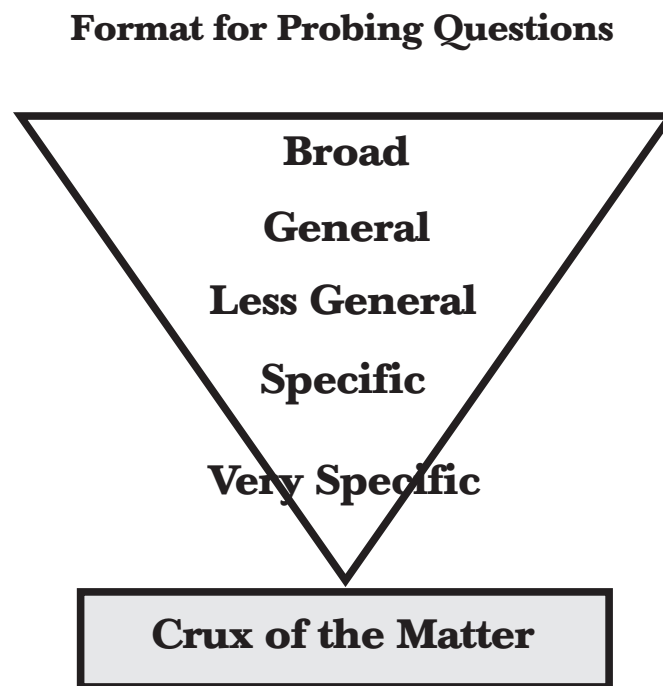 Format for Probing Questions
Broad
General
Less General
Specific
Very Specific
Crux of the Matter